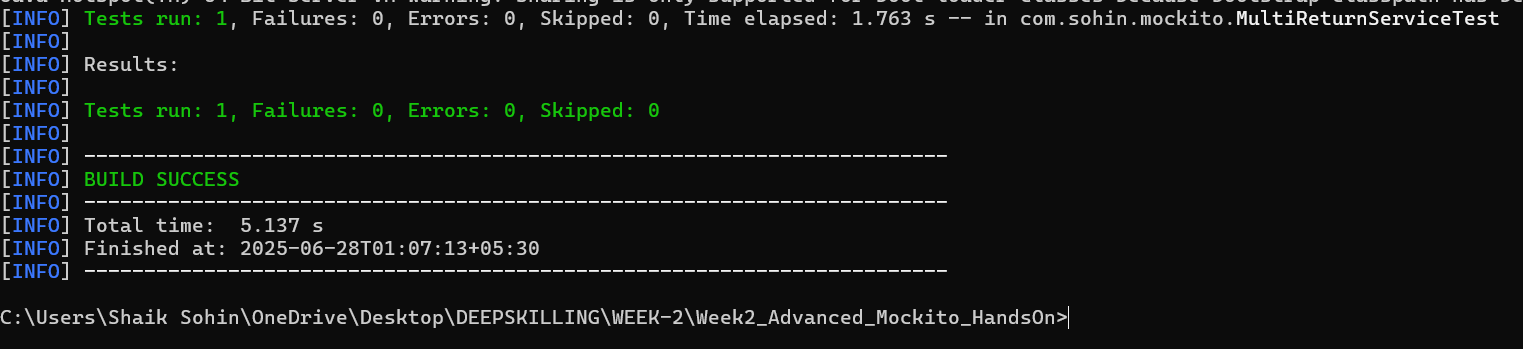 [INFO] Tests run: 1, Failures: 0, Errors: 0, Skipped: 0, Time elapsed: 1.763 s -- in com.sohin.mockito.MultiReturnServiceTest
[INFO]
[INFO] Results:
[INFO]
[INFO] Tests run: 1, Failures: 0, Errors: 0, Skipped: 0
[INFO]
[INFO] ------------------------------------------------------------------------
[INFO] BUILD SUCCESS
[INFO] ------------------------------------------------------------------------
[INFO] Total time:  5.137 s
[INFO] Finished at: 2025-06-28T01:07:13+05:30
[INFO] ------------------------------------------------------------------------
C:\Users\Shaik Sohin\OneDrive\Desktop\DEEPSKILLING\WEEK-2\Week2_Advanced_Mockito_HandsOn>